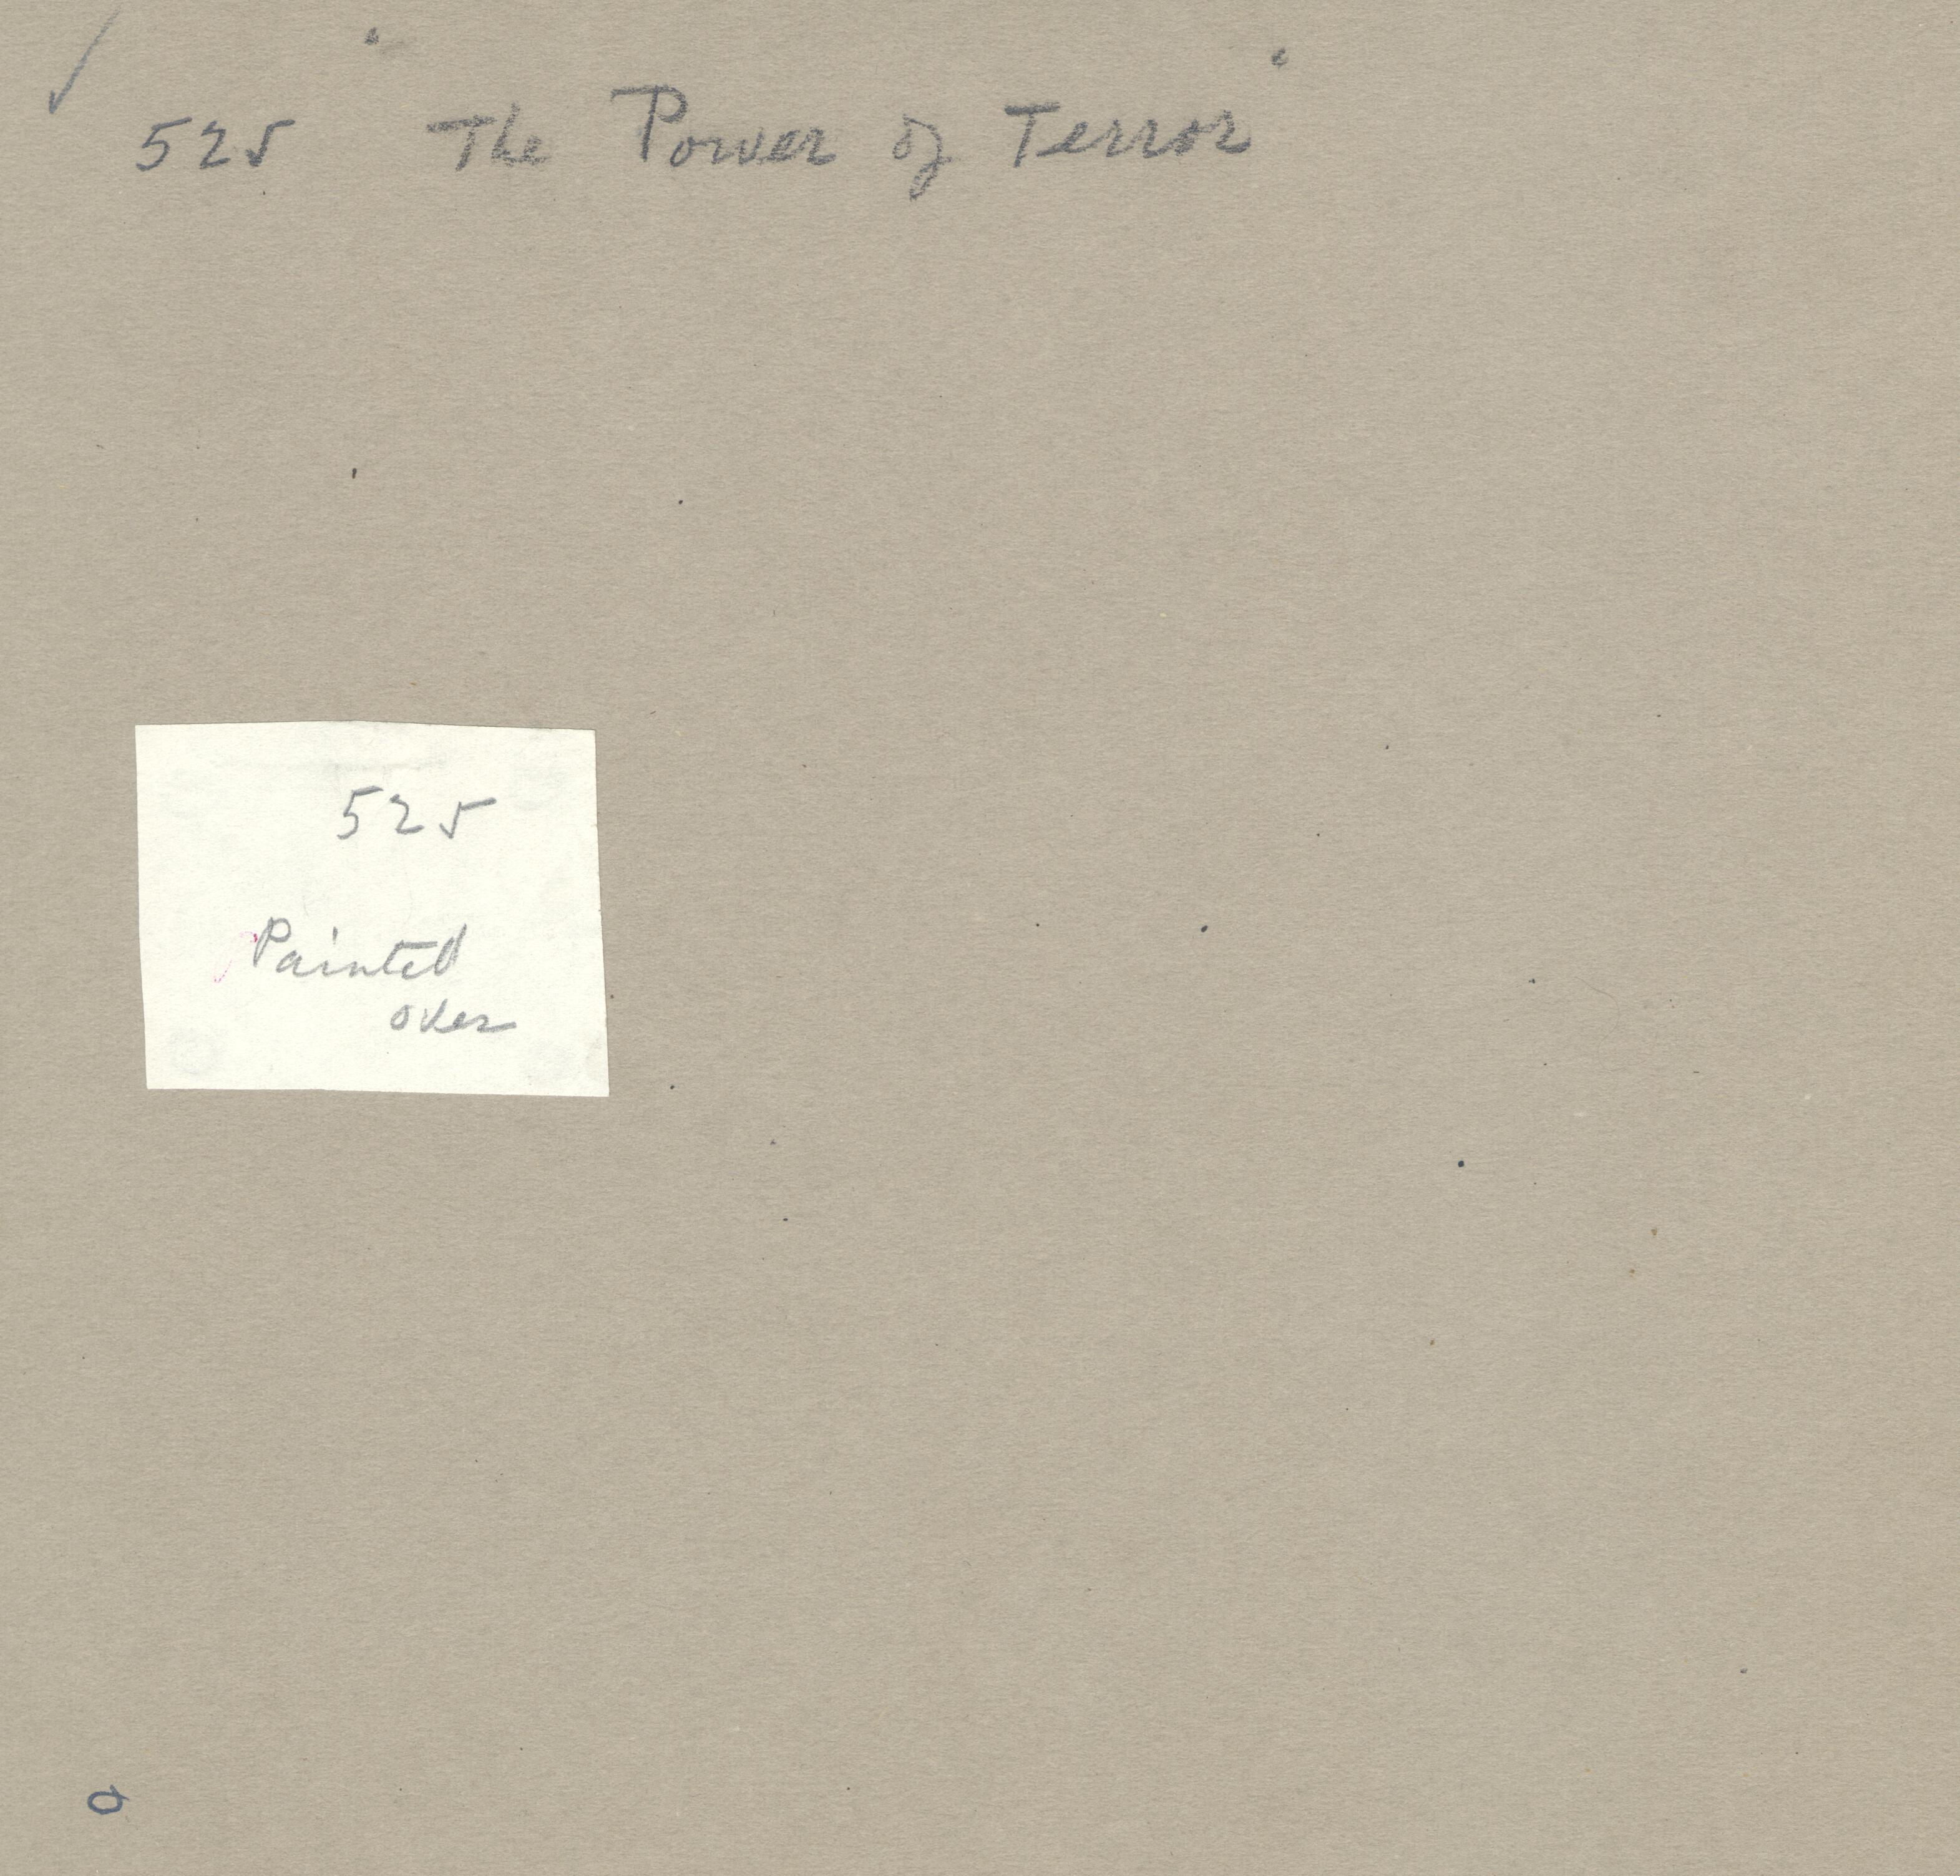 ✓
525 "The Power of Terror"
525
Painted
over